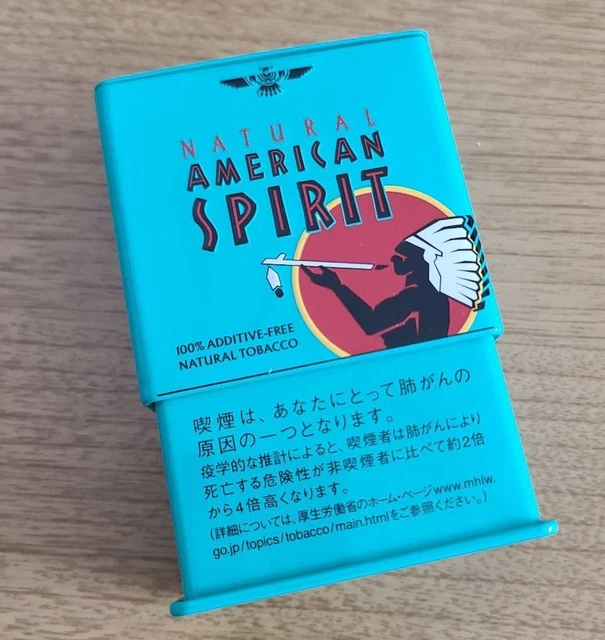 NATURAL
AMERICAN
SPIRIT
100% ADDITIVE-FREE
NATURAL TOBACCO
喫煙は、あなたにとって肺がんの
原因の一つとなります。
疫学的な推計によると、喫煙者は肺がんにより
死亡する危険性が非喫煙者に比べて約2倍
から4倍高くなります。
(詳細については、厚生労働省のホーム・ページwww.mhlw.
go.jp/topics/tobacco/main.htmlをご参照ください。)